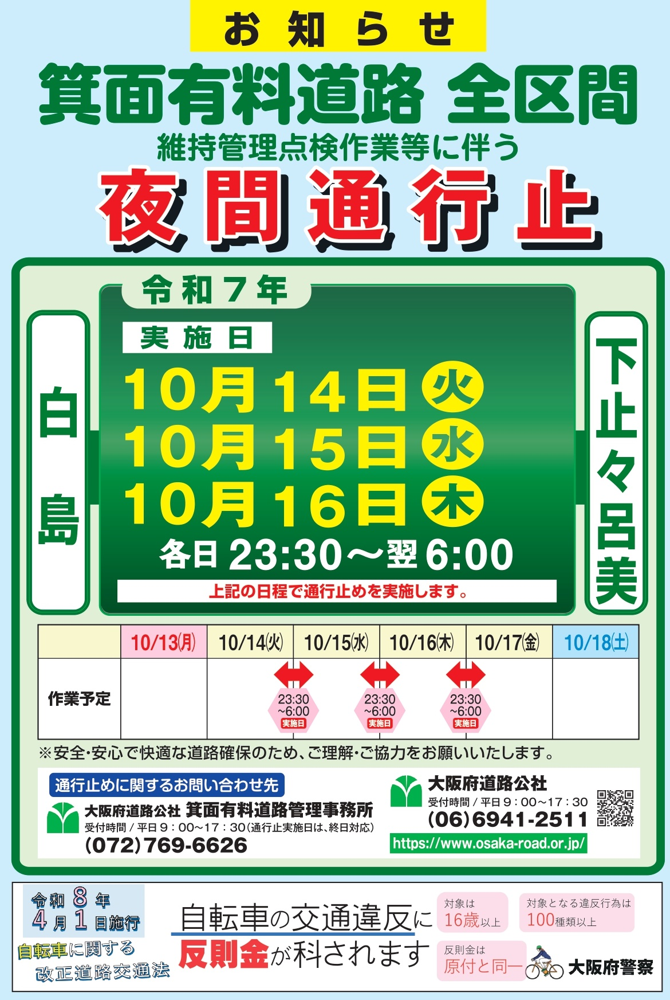 お知らせ
箕面有料道路 全区間
維持管理点検作業等に伴う
夜間通行止
令和7年
実施日
白島
下止々呂美
10月14日㊋
10月15日㊌
10月16日㊍
各日 23:30～翌 6:00
上記の日程で通行止めを実施します。
10/13㈪ 10/14㈫ 10/15㈬ 10/16㈭ 10/17㈮ 10/18㈯
作業予定
23:30 ~6:00 実施日
23:30 ~6:00 実施日
23:30 ~6:00 実施日
※安全・安心で快適な道路確保のため、ご理解・ご協力をお願いいたします。
通行止めに関するお問い合わせ先
大阪府道路公社 箕面有料道路管理事務所
受付時間 / 平日 9：00～17：30（通行止実施日は、終日対応）
(072)769-6626
大阪府道路公社
受付時間 / 平日 9：00～17：30
(06)6941-2511
https://www.osaka-road.or.jp/
令和8年
4月1日施行
自転車に関する
改正道路交通法
自転車の交通違反に
反則金が科されます
対象は
16歳以上
対象となる違反行為は
100種類以上
反則金は
原付と同一
大阪府警察